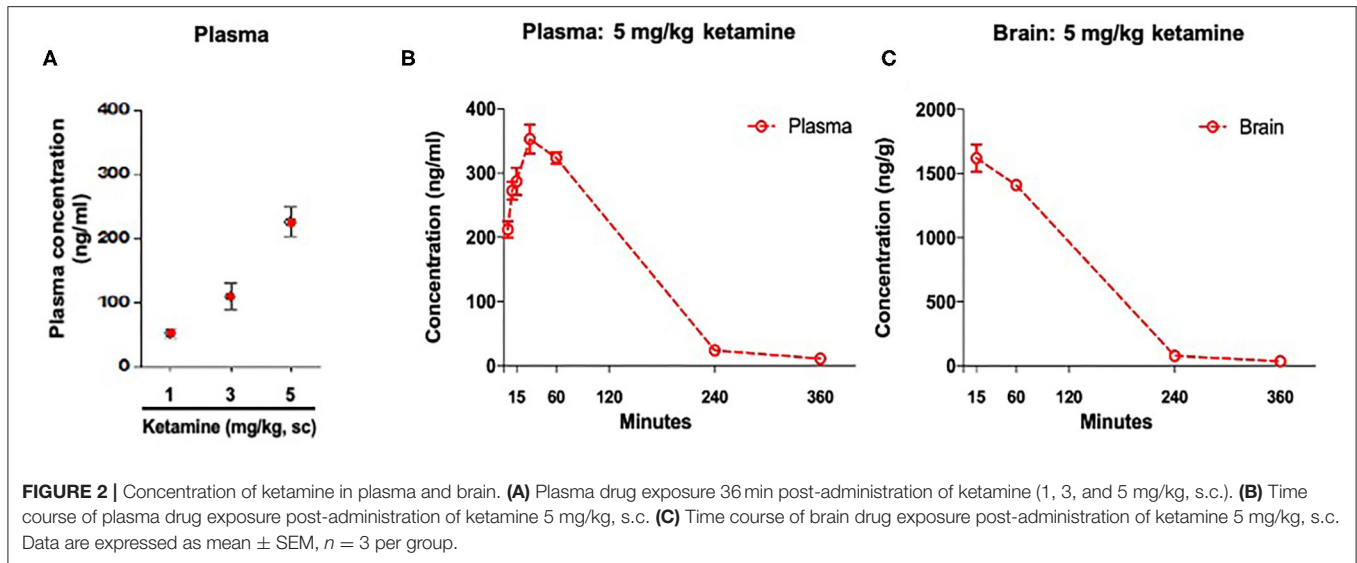 Plasma
A
Plasma concentration
(ng/ml)
400
300
200
100
0
1 3 5
Ketamine (mg/kg, sc)
Plasma: 5 mg/kg ketamine
B
Concentration (ng/ml)
400
300
200
100
0
Plasma
15 60 120 240 360
Minutes
Brain: 5 mg/kg ketamine
C
Concentration (ng/g)
2000
1500
1000
500
0
Brain
15 60 120 240 360
Minutes
FIGURE 2 | Concentration of ketamine in plasma and brain. (A) Plasma drug exposure 36 min post-administration of ketamine (1, 3, and 5 mg/kg, s.c.). (B) Time
course of plasma drug exposure post-administration of ketamine 5 mg/kg, s.c. (C) Time course of brain drug exposure post-administration of ketamine 5 mg/kg, s.c.
Data are expressed as mean ± SEM, n = 3 per group.